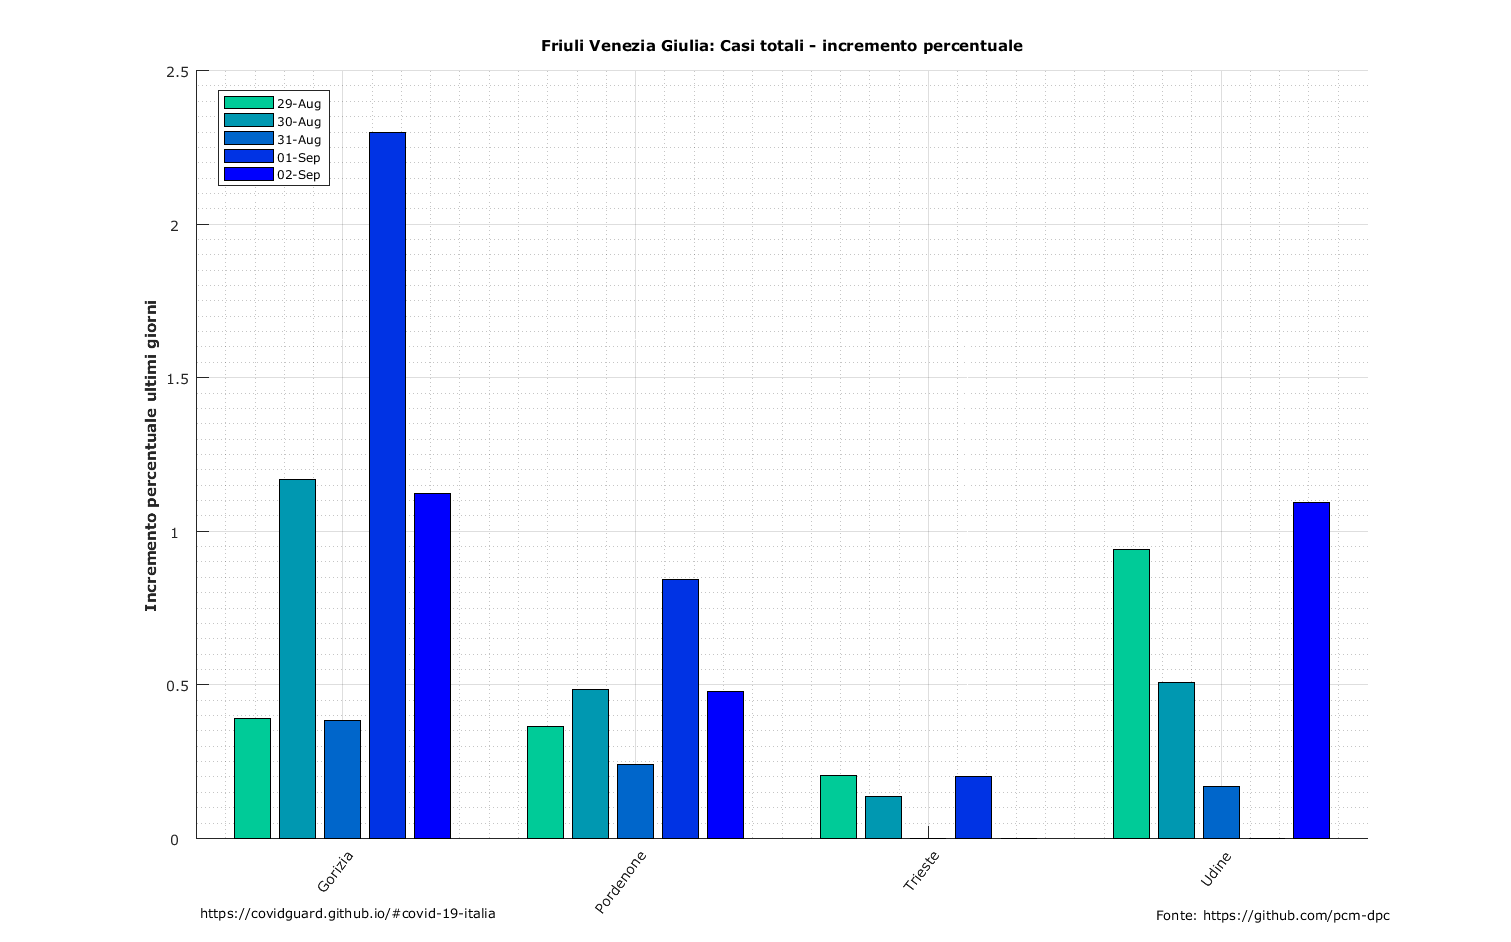 Friuli Venezia Giulia: Casi totali - incremento percentuale
2.5
2
1.5
1
0.5
0
Incremento percentuale ultimi giorni
29-Aug
30-Aug
31-Aug
01-Sep
02-Sep
Gorizia
Pordenone
Trieste
Udine
https://covidguard.github.io/#covid-19-italia
Fonte: https://github.com/pcm-dpc